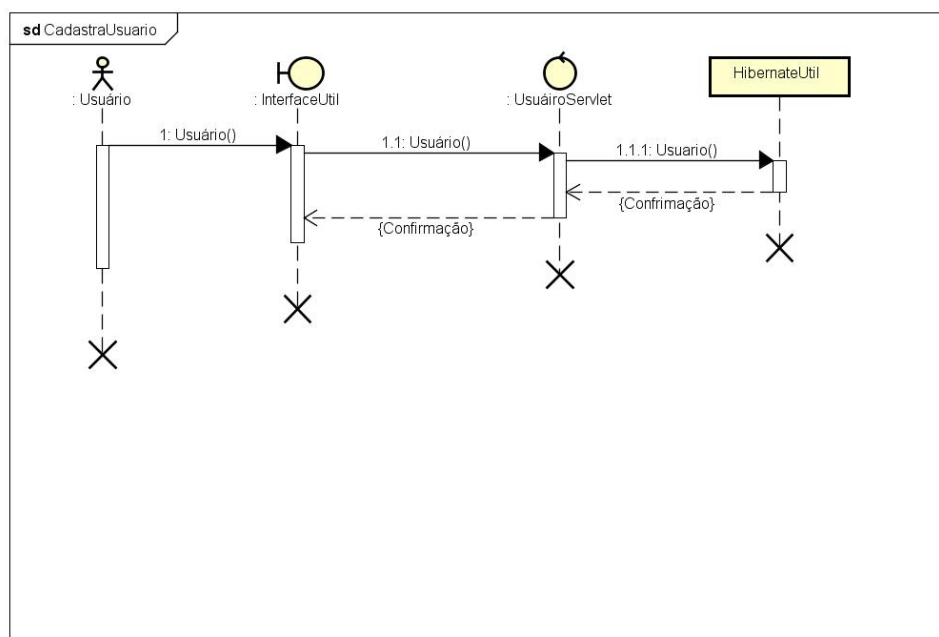 sd CadastraUsuario
: Usuário
: InterfaceUtil
: UsuáiroServlet
HibernateUtil
1: Usuário()
1.1: Usuário()
1.1.1: Usuario()
{Confrimação}
{Confirmação}